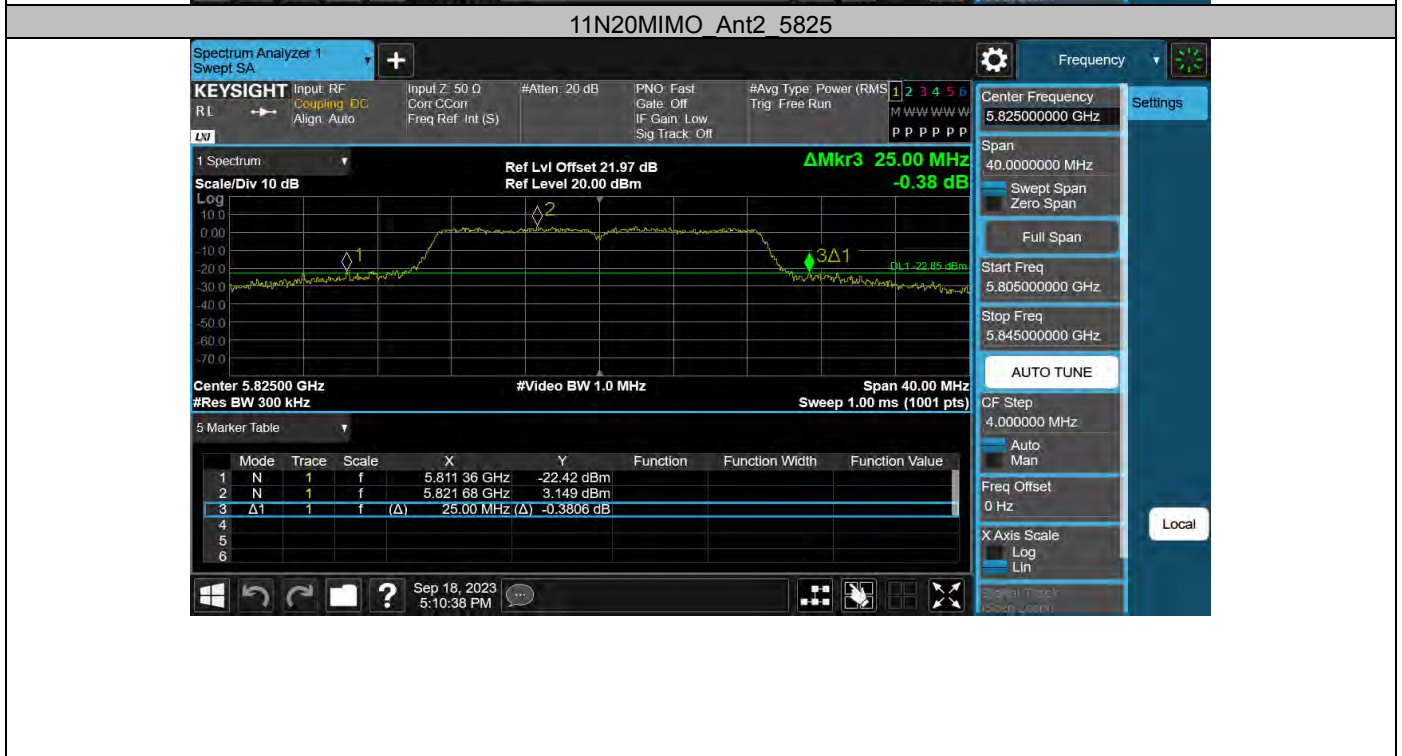 11N20MIMO_Ant2_5825
Spectrum Analyzer 1
Swept SA
+
Frequency
KEYSIGHT
RL
LXI
Input: RF
Coupling: DC
Align: Auto
Input Z: 50 Ω
Corr CCorr
Freq Ref: Int (S)
#Atten: 20 dB
PNO: Fast
Gate: Off
IF Gain: Low
Sig Track: Off
#Avg Type: Power (RMS
Trig: Free Run
1 2 3 4 5 6
M W W W W W
P P P P P P
1 Spectrum
Scale/Div 10 dB
Ref Lvl Offset 21.97 dB
Ref Level 20.00 dBm
ΔMkr3 25.00 MHz
-0.38 dB
Log
10.0
0.00
-10.0
-20.0
-30.0
-40.0
-50.0
-60.0
-70.0
1
2
3Δ1
DL1 -22.85 dBm
Center 5.82500 GHz
#Res BW 300 kHz
#Video BW 1.0 MHz
Span 40.00 MHz
Sweep 1.00 ms (1001 pts)
5 Marker Table
Mode Trace Scale X Y Function Function Width Function Value
1 N 1 f 5.811 36 GHz -22.42 dBm
2 N 1 f 5.821 68 GHz 3.149 dBm
3 Δ1 1 f (Δ) 25.00 MHz (Δ) -0.3806 dB
4
5
6
?
Sep 18, 2023
5:10:38 PM
Center Frequency
5.825000000 GHz
Settings
Span
40.0000000 MHz
Swept Span
Zero Span
Full Span
Start Freq
5.805000000 GHz
Stop Freq
5.845000000 GHz
AUTO TUNE
CF Step
4.000000 MHz
Auto
Man
Freq Offset
0 Hz
Local
X Axis Scale
Log
Lin
Signal Track
(Span Zoom)